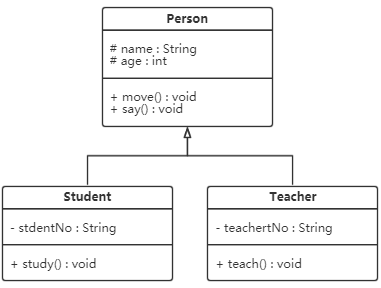 Person
# name : String
# age : int
+ move() : void
+ say() : void
Student
- stdentNo : String
+ study() : void
Teacher
- teachertNo : String
+ teach() : void